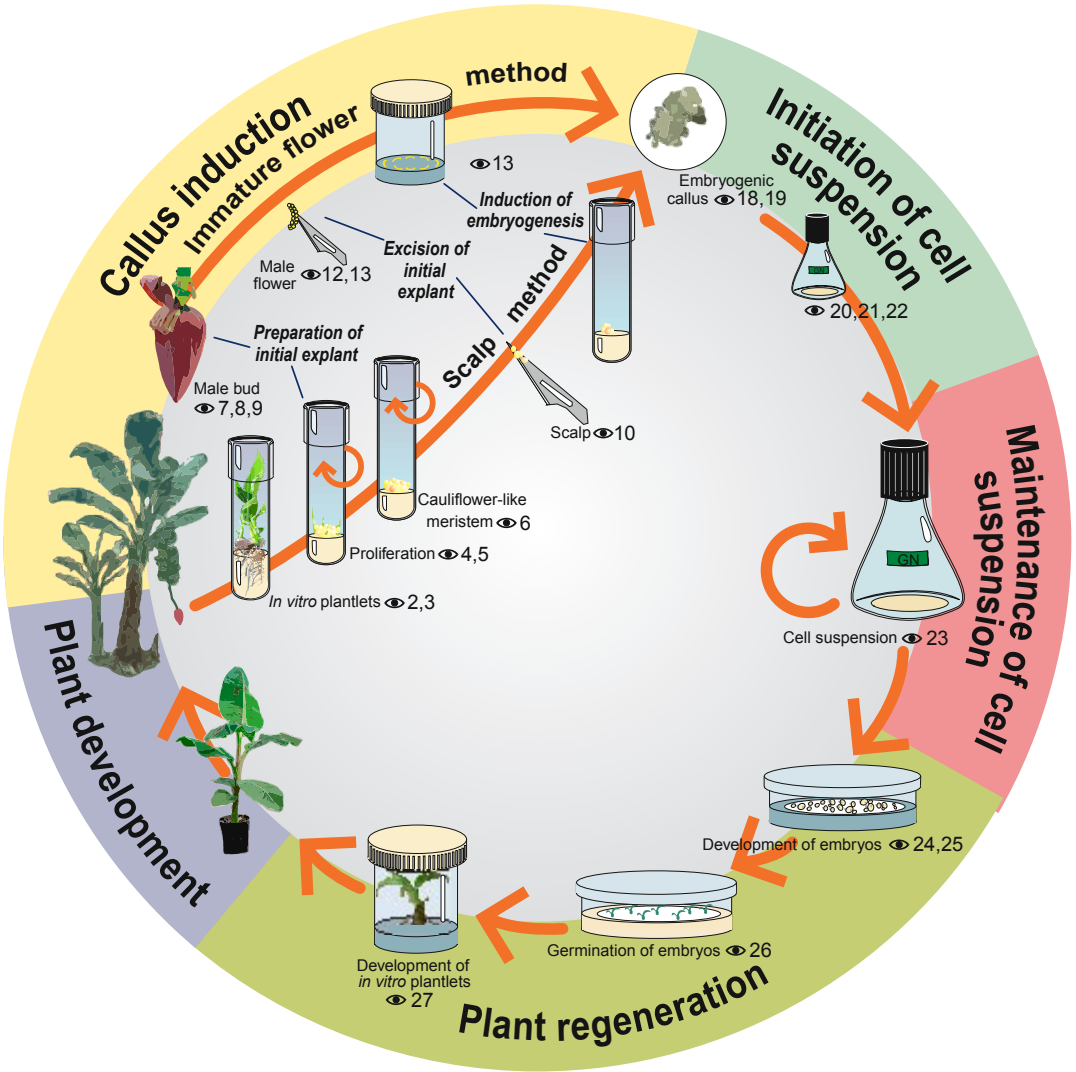 Callus induction
Immature flower
method
13
Induction of
embryogenesis
Excision of
initial
explant
Male
flower
12,13
Preparation of
initial explant
Male bud
7,8,9
Scalp
method
Scalp 10
Cauliflower-like
meristem 6
Proliferation 4,5
In vitro plantlets 2,3
Embryogenic
callus 18,19
Initiation of cell
suspension
GN
20,21,22
Maintenance of cell
suspension
GN
Cell suspension 23
Development of embryos 24,25
Germination of embryos 26
Development of
in vitro plantlets
27
Plant regeneration
Plant development